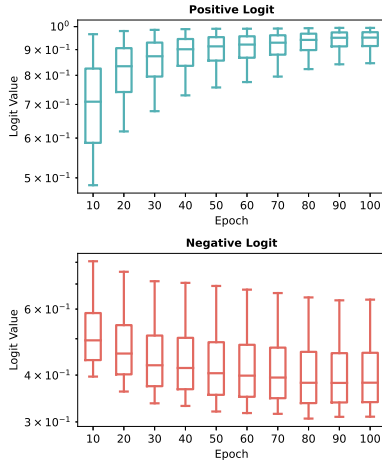 Positive Logit
10⁰
9 × 10⁻¹
8 × 10⁻¹
7 × 10⁻¹
6 × 10⁻¹
5 × 10⁻¹
Logit Value
10 20 30 40 50 60 70 80 90 100
Epoch
Negative Logit
6 × 10⁻¹
4 × 10⁻¹
3 × 10⁻¹
Logit Value
10 20 30 40 50 60 70 80 90 100
Epoch